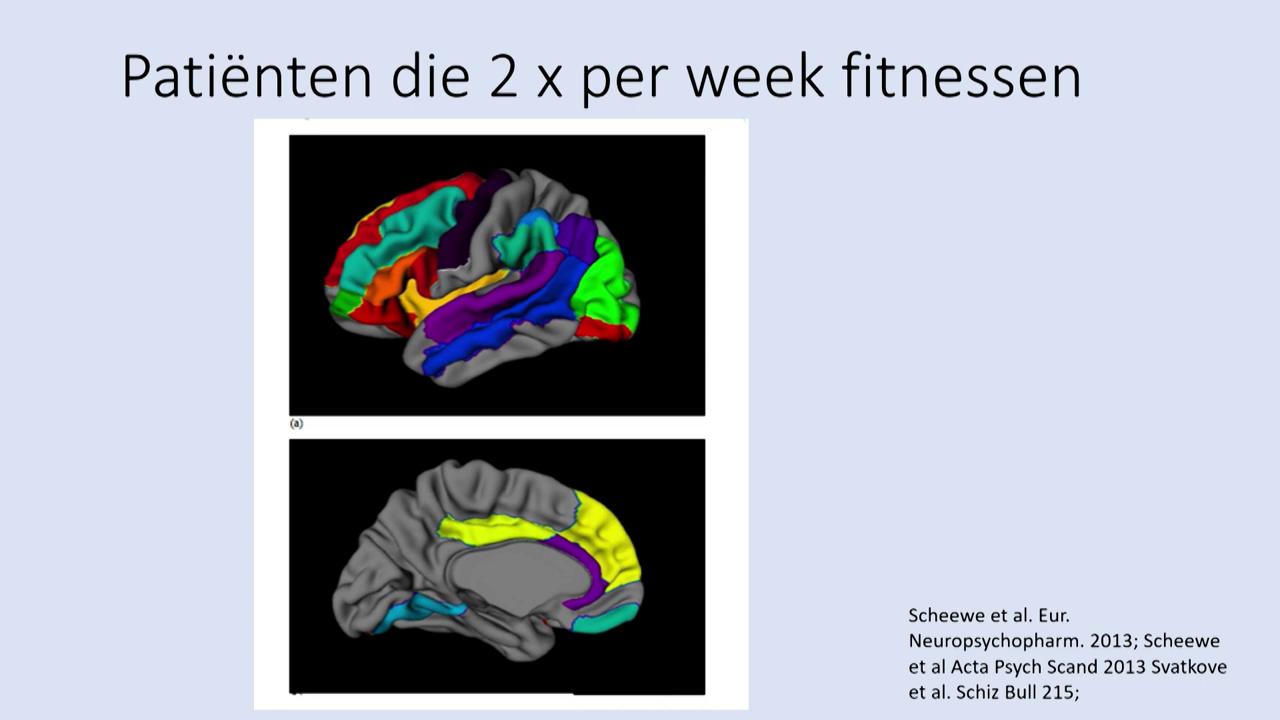 Patiënten die 2 x per week fitnessen
(a)
Scheewe et al. Eur.
Neuropsychopharm. 2013; Scheewe
et al Acta Psych Scand 2013 Svatkove
et al. Schiz Bull 215;